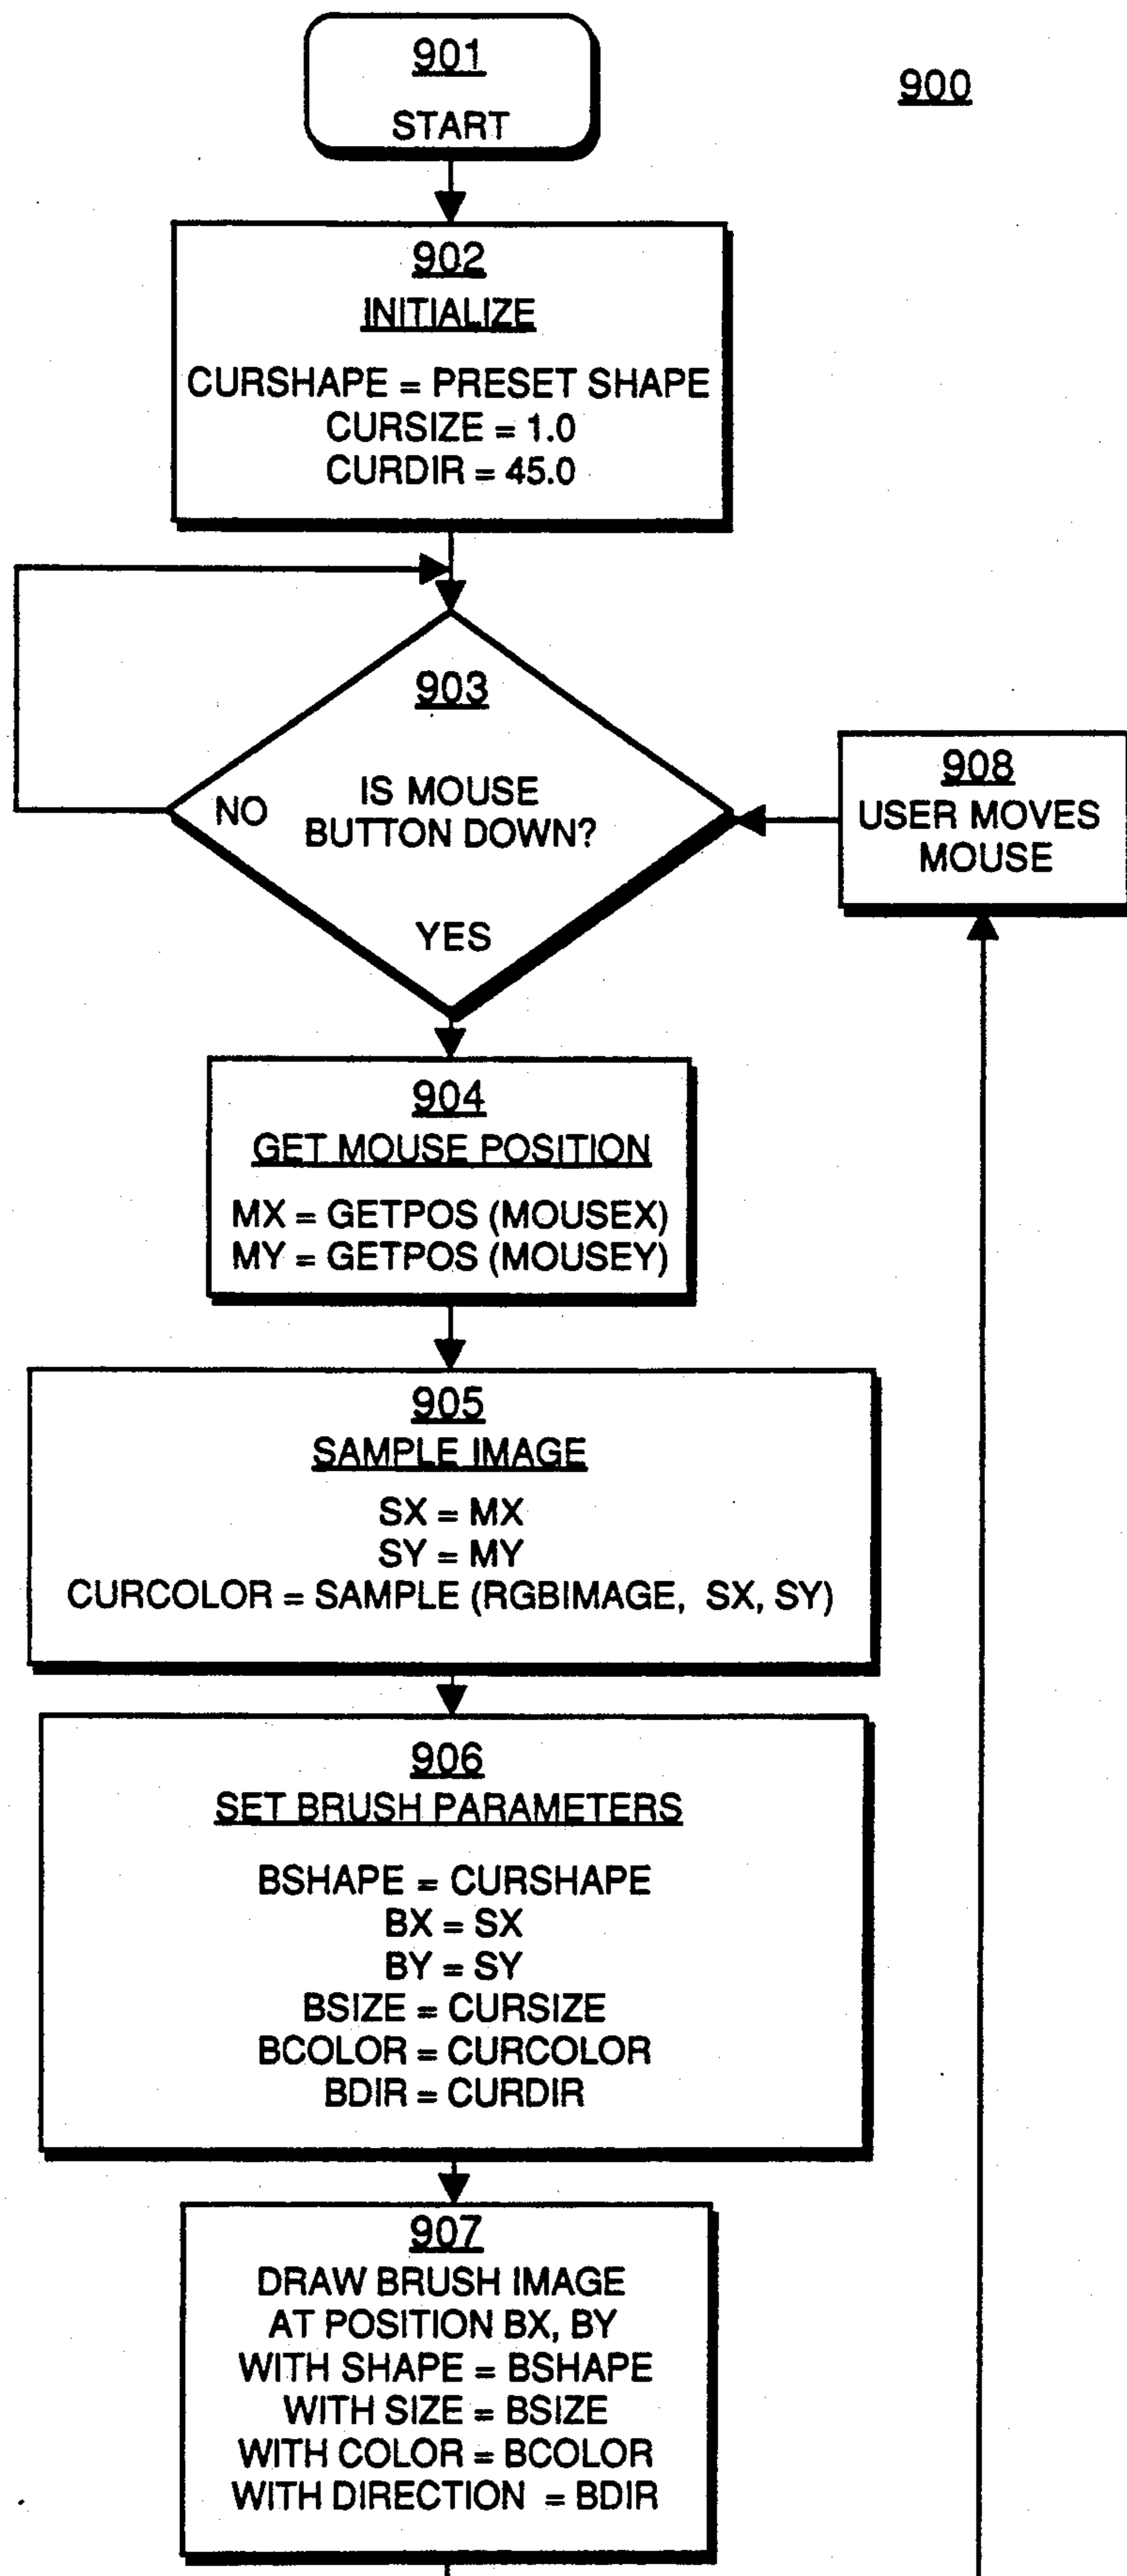 901
START
900
902
INITIALIZE
CURSHAPE = PRESET SHAPE
CURSIZE = 1.0
CURDIR = 45.0
903
IS MOUSE
BUTTON DOWN?
NO
YES
908
USER MOVES
MOUSE
904
GET MOUSE POSITION
MX = GETPOS (MOUSEX)
MY = GETPOS (MOUSEY)
905
SAMPLE IMAGE
SX = MX
SY = MY
CURCOLOR = SAMPLE (RGBIMAGE, SX, SY)
906
SET BRUSH PARAMETERS
BSHAPE = CURSHAPE
BX = SX
BY = SY
BSIZE = CURSIZE
BCOLOR = CURCOLOR
BDIR = CURDIR
907
DRAW BRUSH IMAGE
AT POSITION BX, BY
WITH SHAPE = BSHAPE
WITH SIZE = BSIZE
WITH COLOR = BCOLOR
WITH DIRECTION = BDIR